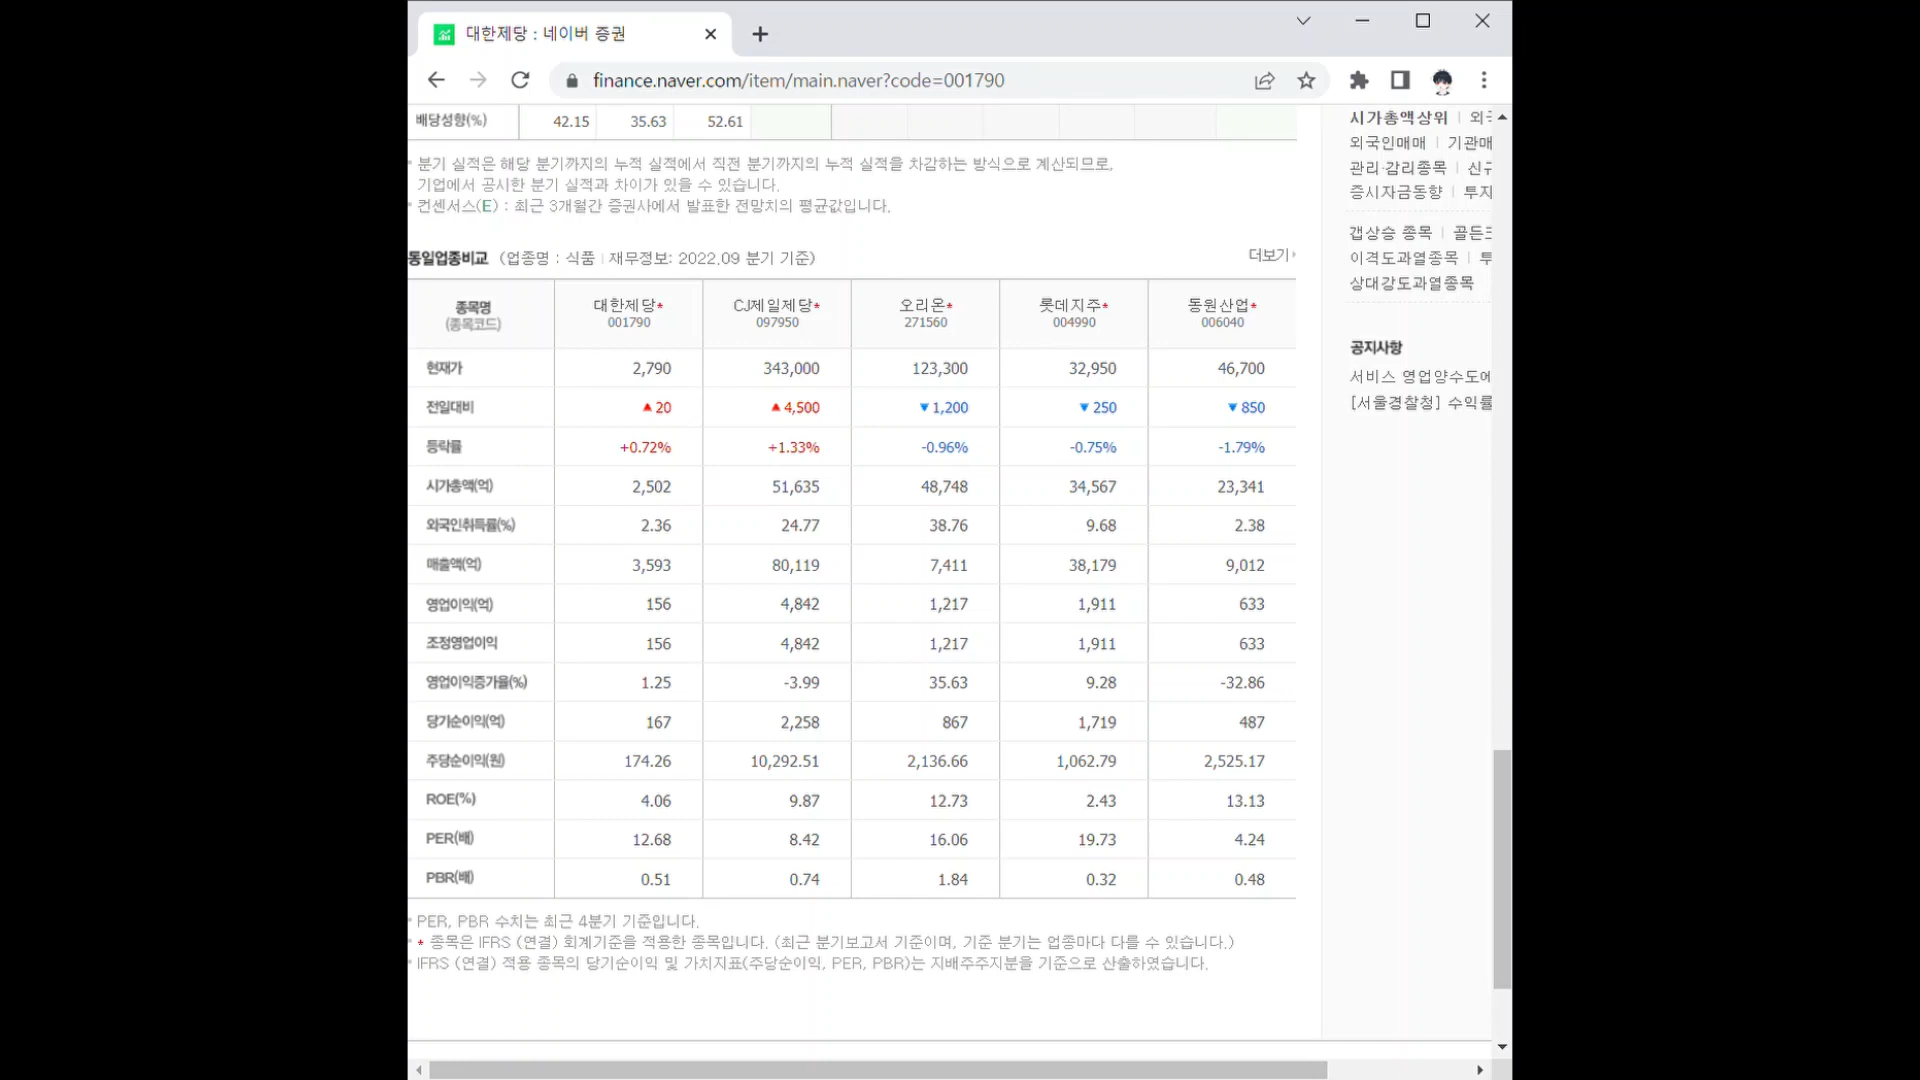 대한제당 : 네이버 증권
finance.naver.com/item/main.naver?code=001790
배당성향(%) 42.15 35.63 52.61
분기 실적은 해당 분기까지의 누적 실적에서 직전 분기까지의 누적 실적을 차감하는 방식으로 계산되므로,
기업에서 공시한 분기 실적과 차이가 있을 수 있습니다.
컨센서스(E) : 최근 3개월간 증권사에서 발표한 전망치의 평균값입니다.
동일업종비교 (업종명 : 식품 | 재무정보: 2022.09 분기 기준) 더보기
종목명 대한제당* CJ제일제당* 오리온* 롯데지주* 동원산업*
(종목코드) 001790 097950 271560 004990 006040
현재가 2,790 343,000 123,300 32,950 46,700
전일대비 ▲20 ▲4,500 ▼1,200 ▼250 ▼850
등락률 +0.72% +1.33% -0.96% -0.75% -1.79%
시가총액(억) 2,502 51,635 48,748 34,567 23,341
외국인취득률(%) 2.36 24.77 38.76 9.68 2.38
매출액(억) 3,593 80,119 7,411 38,179 9,012
영업이익(억) 156 4,842 1,217 1,911 633
조정영업이익 156 4,842 1,217 1,911 633
영업이익증가율(%) 1.25 -3.99 35.63 9.28 -32.86
당기순이익(억) 167 2,258 867 1,719 487
주당순이익(원) 174.26 10,292.51 2,136.66 1,062.79 2,525.17
ROE(%) 4.06 9.87 12.73 2.43 13.13
PER(배) 12.68 8.42 16.06 19.73 4.24
PBR(배) 0.51 0.74 1.84 0.32 0.48
PER, PBR 수치는 최근 4분기 기준입니다.
* 종목은 IFRS (연결) 회계기준을 적용한 종목입니다. (최근 분기보고서 기준이며, 기준 분기는 업종마다 다를 수 있습니다.)
IFRS (연결) 적용 종목의 당기순이익 및 가치지표(주당순이익, PER, PBR)는 지배주주지분을 기준으로 산출하였습니다.
시가총액상위 | 외
외국인매매 | 기관매
관리·감리종목 | 신규
증시자금동향 | 투자
갭상승 종목 | 골든
이격도과열종목 | 투
상대강도과열종목
공지사항
서비스 영업양수도에
[서울경찰청] 수익률